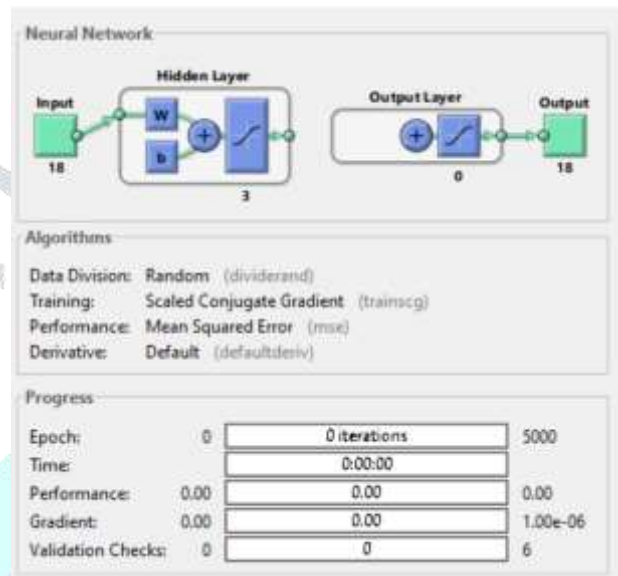 Neural Network
Hidden Layer
Input
W
b
18
3
Output Layer
Output
0
18
Algorithms
Data Division: Random (dividerand)
Training: Scaled Conjugate Gradient (trainscg)
Performance: Mean Squared Error (mse)
Derivative: Default (defaultderiv)
Progress
Epoch: 0 0 iterations 5000
Time: 0:00:00
Performance: 0.00 0.00 0.00
Gradient: 0.00 0.00 1.00e-06
Validation Checks: 0 0 6